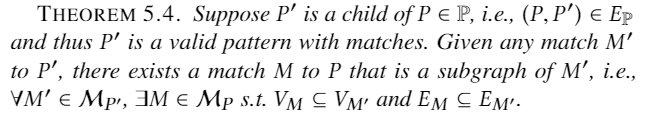 THEOREM 5.4. Suppose P′ is a child of P ∈ ℙ, i.e., (P, P′) ∈ E_ℙ
and thus P′ is a valid pattern with matches. Given any match M′
to P′, there exists a match M to P that is a subgraph of M′, i.e.,
∀M′ ∈ ℳ_P′, ∃M ∈ ℳ_P s.t. V_M ⊆ V_M′ and E_M ⊆ E_M′.